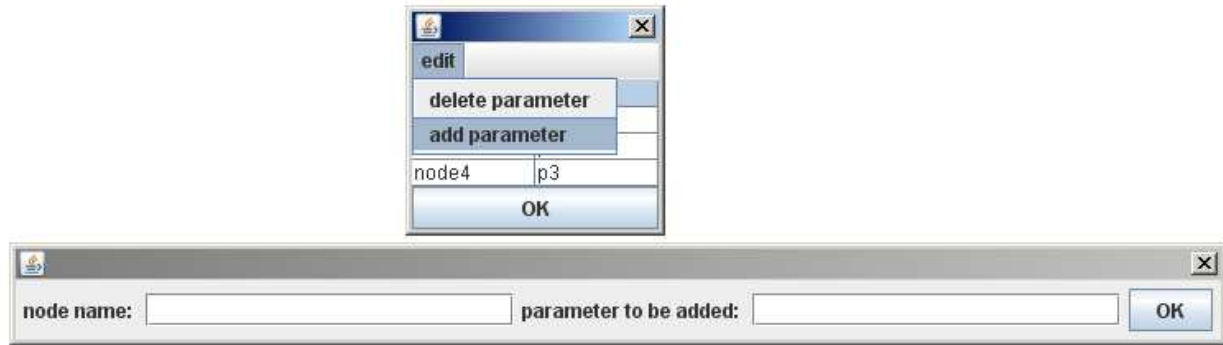 edit
delete parameter
add parameter
node4 p3
OK
node name: parameter to be added: OK